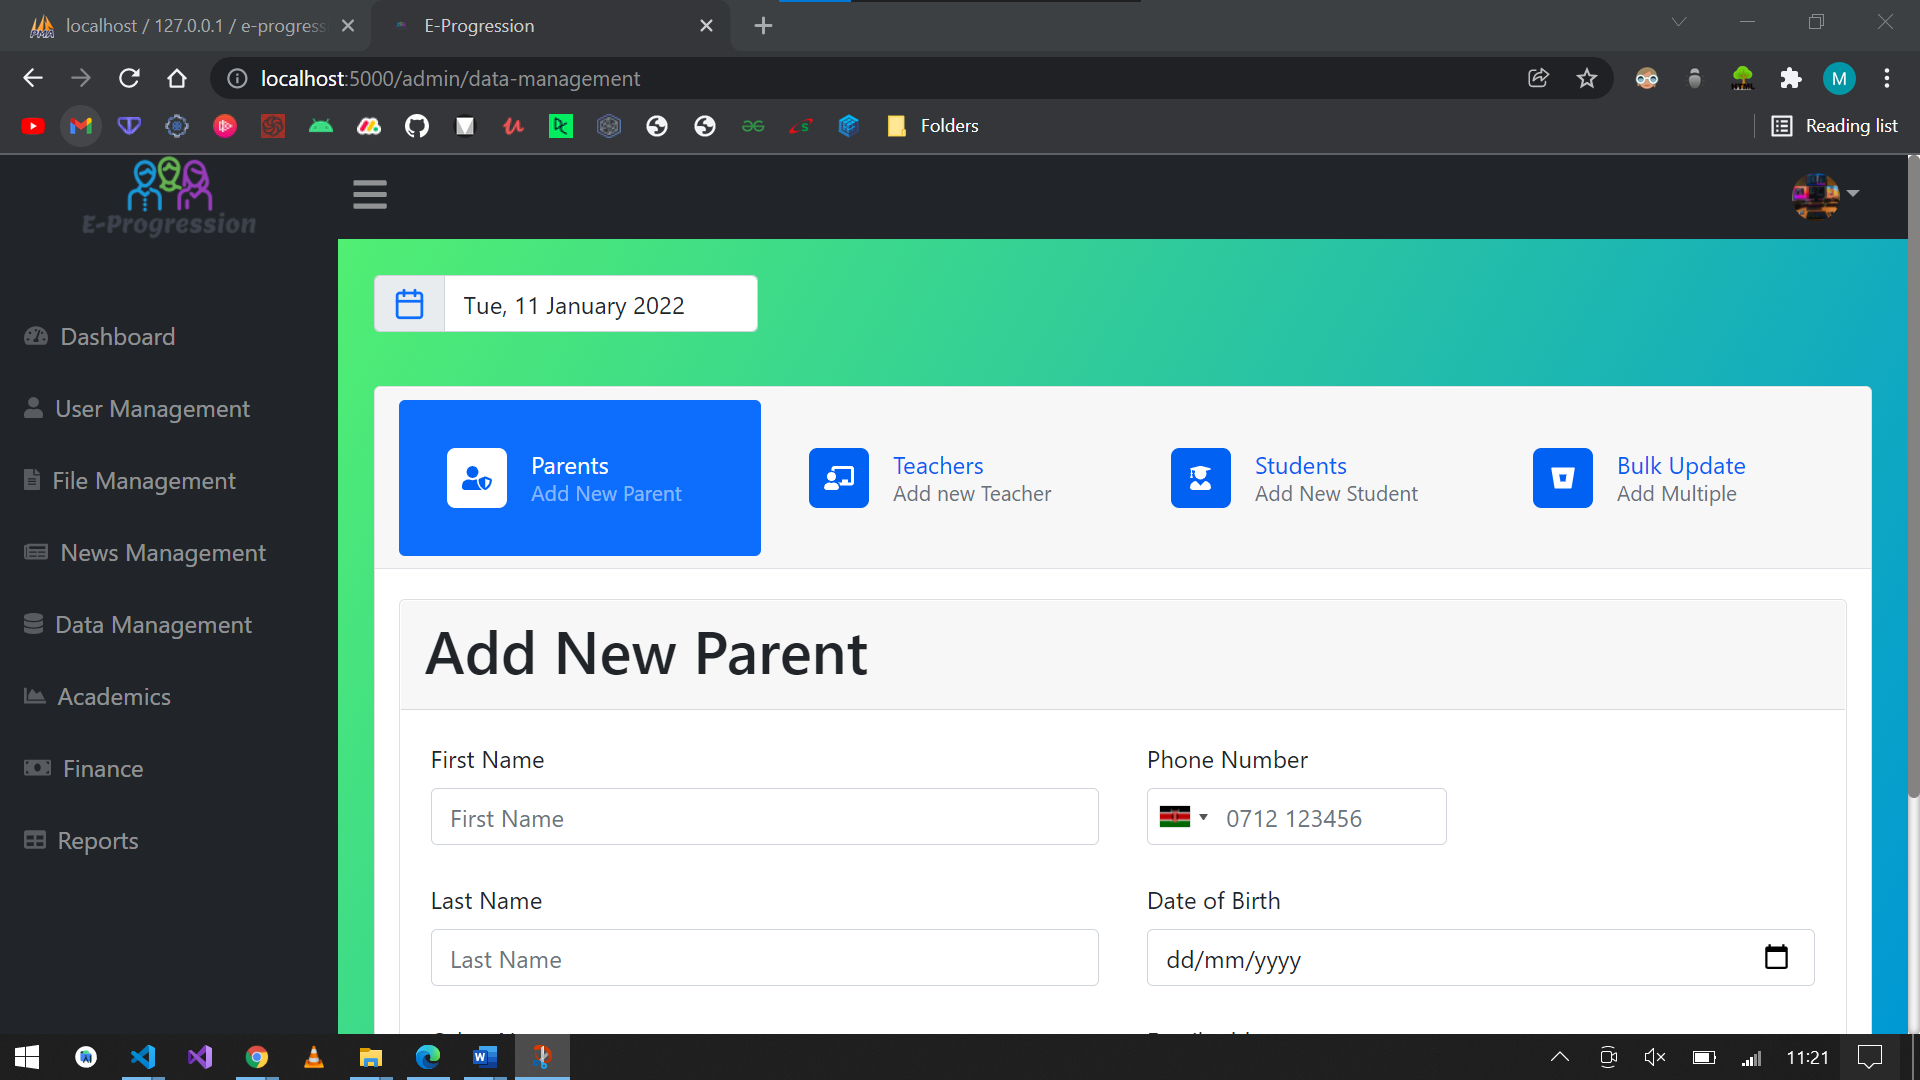 localhost / 127.0.0.1 / e-progress
E-Progression
localhost:5000/admin/data-management
M
Folders
Reading list
E-Progression
Tue, 11 January 2022
Dashboard
User Management
File Management
News Management
Data Management
Academics
Finance
Reports
Parents
Add New Parent
Teachers
Add new Teacher
Students
Add New Student
Bulk Update
Add Multiple
Add New Parent
First Name
Phone Number
First Name
0712 123456
Last Name
Date of Birth
Last Name
dd/mm/yyyy
11:21